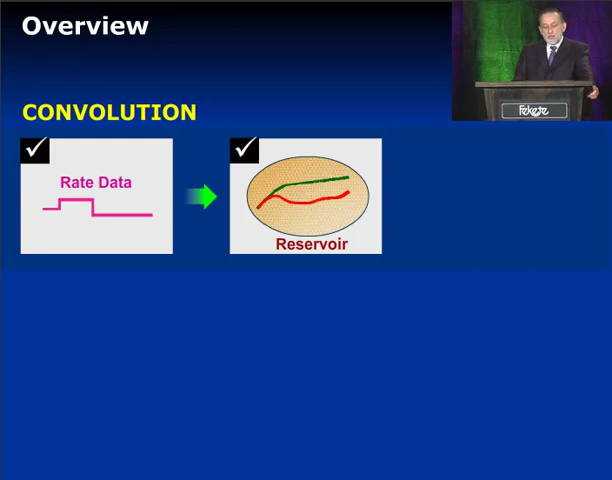 Overview
CONVOLUTION
Rate Data
Reservoir
Fekete